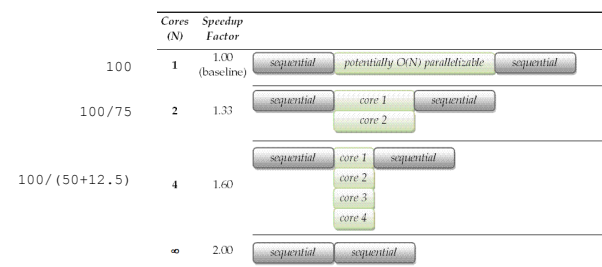 Cores (N) Speedup Factor
100 1 1.00 (baseline) sequential potentially O(N) parallelizable sequential
100/75 2 1.33 sequential core 1 sequential
core 2
100/(50+12.5) 4 1.60 sequential core 1 sequential
core 2
core 3
core 4
∞ 2.00 sequential sequential